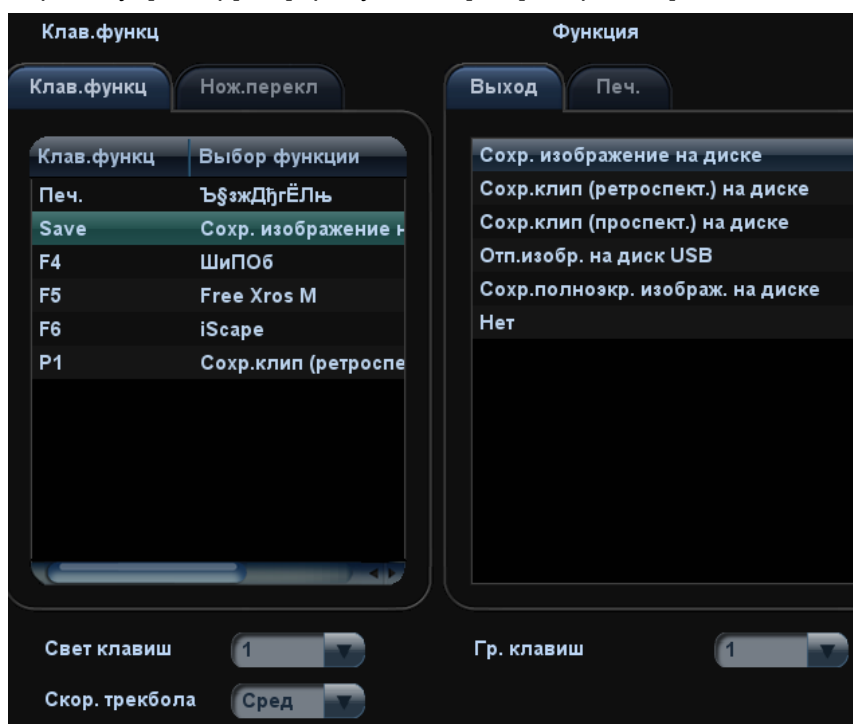 Клав.функц Функция
Клав.функц Нож.перекл Выход Печ.
Клав.функц Выбор функции
Печ. Ъ§зжДђгЁЛњ
Save Сохр. изображение н
F4 ШиПОб
F5 Free Xros M
F6 iScape
P1 Сохр.клип (ретроспе
Сохр. изображение на диске
Сохр.клип (ретроспект.) на диске
Сохр.клип (проспект.) на диске
Отп.изобр. на диск USB
Сохр.полноэкр. изображ. на диске
Нет
Свет клавиш 1 Гр. клавиш 1
Скор. трекбола Сред